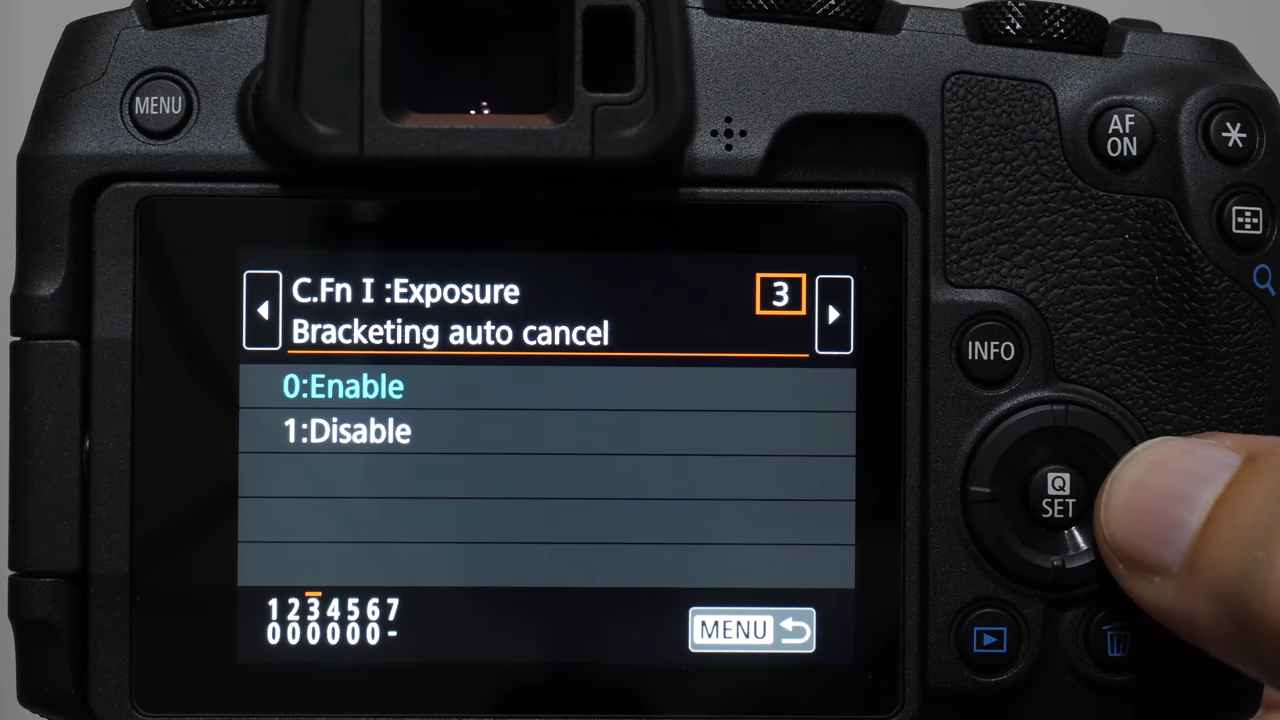 MENU
AF
ON
C.Fn I :Exposure
3
Bracketing auto cancel
0:Enable
1:Disable
INFO
Q
SET
1234567
000000-
MENU